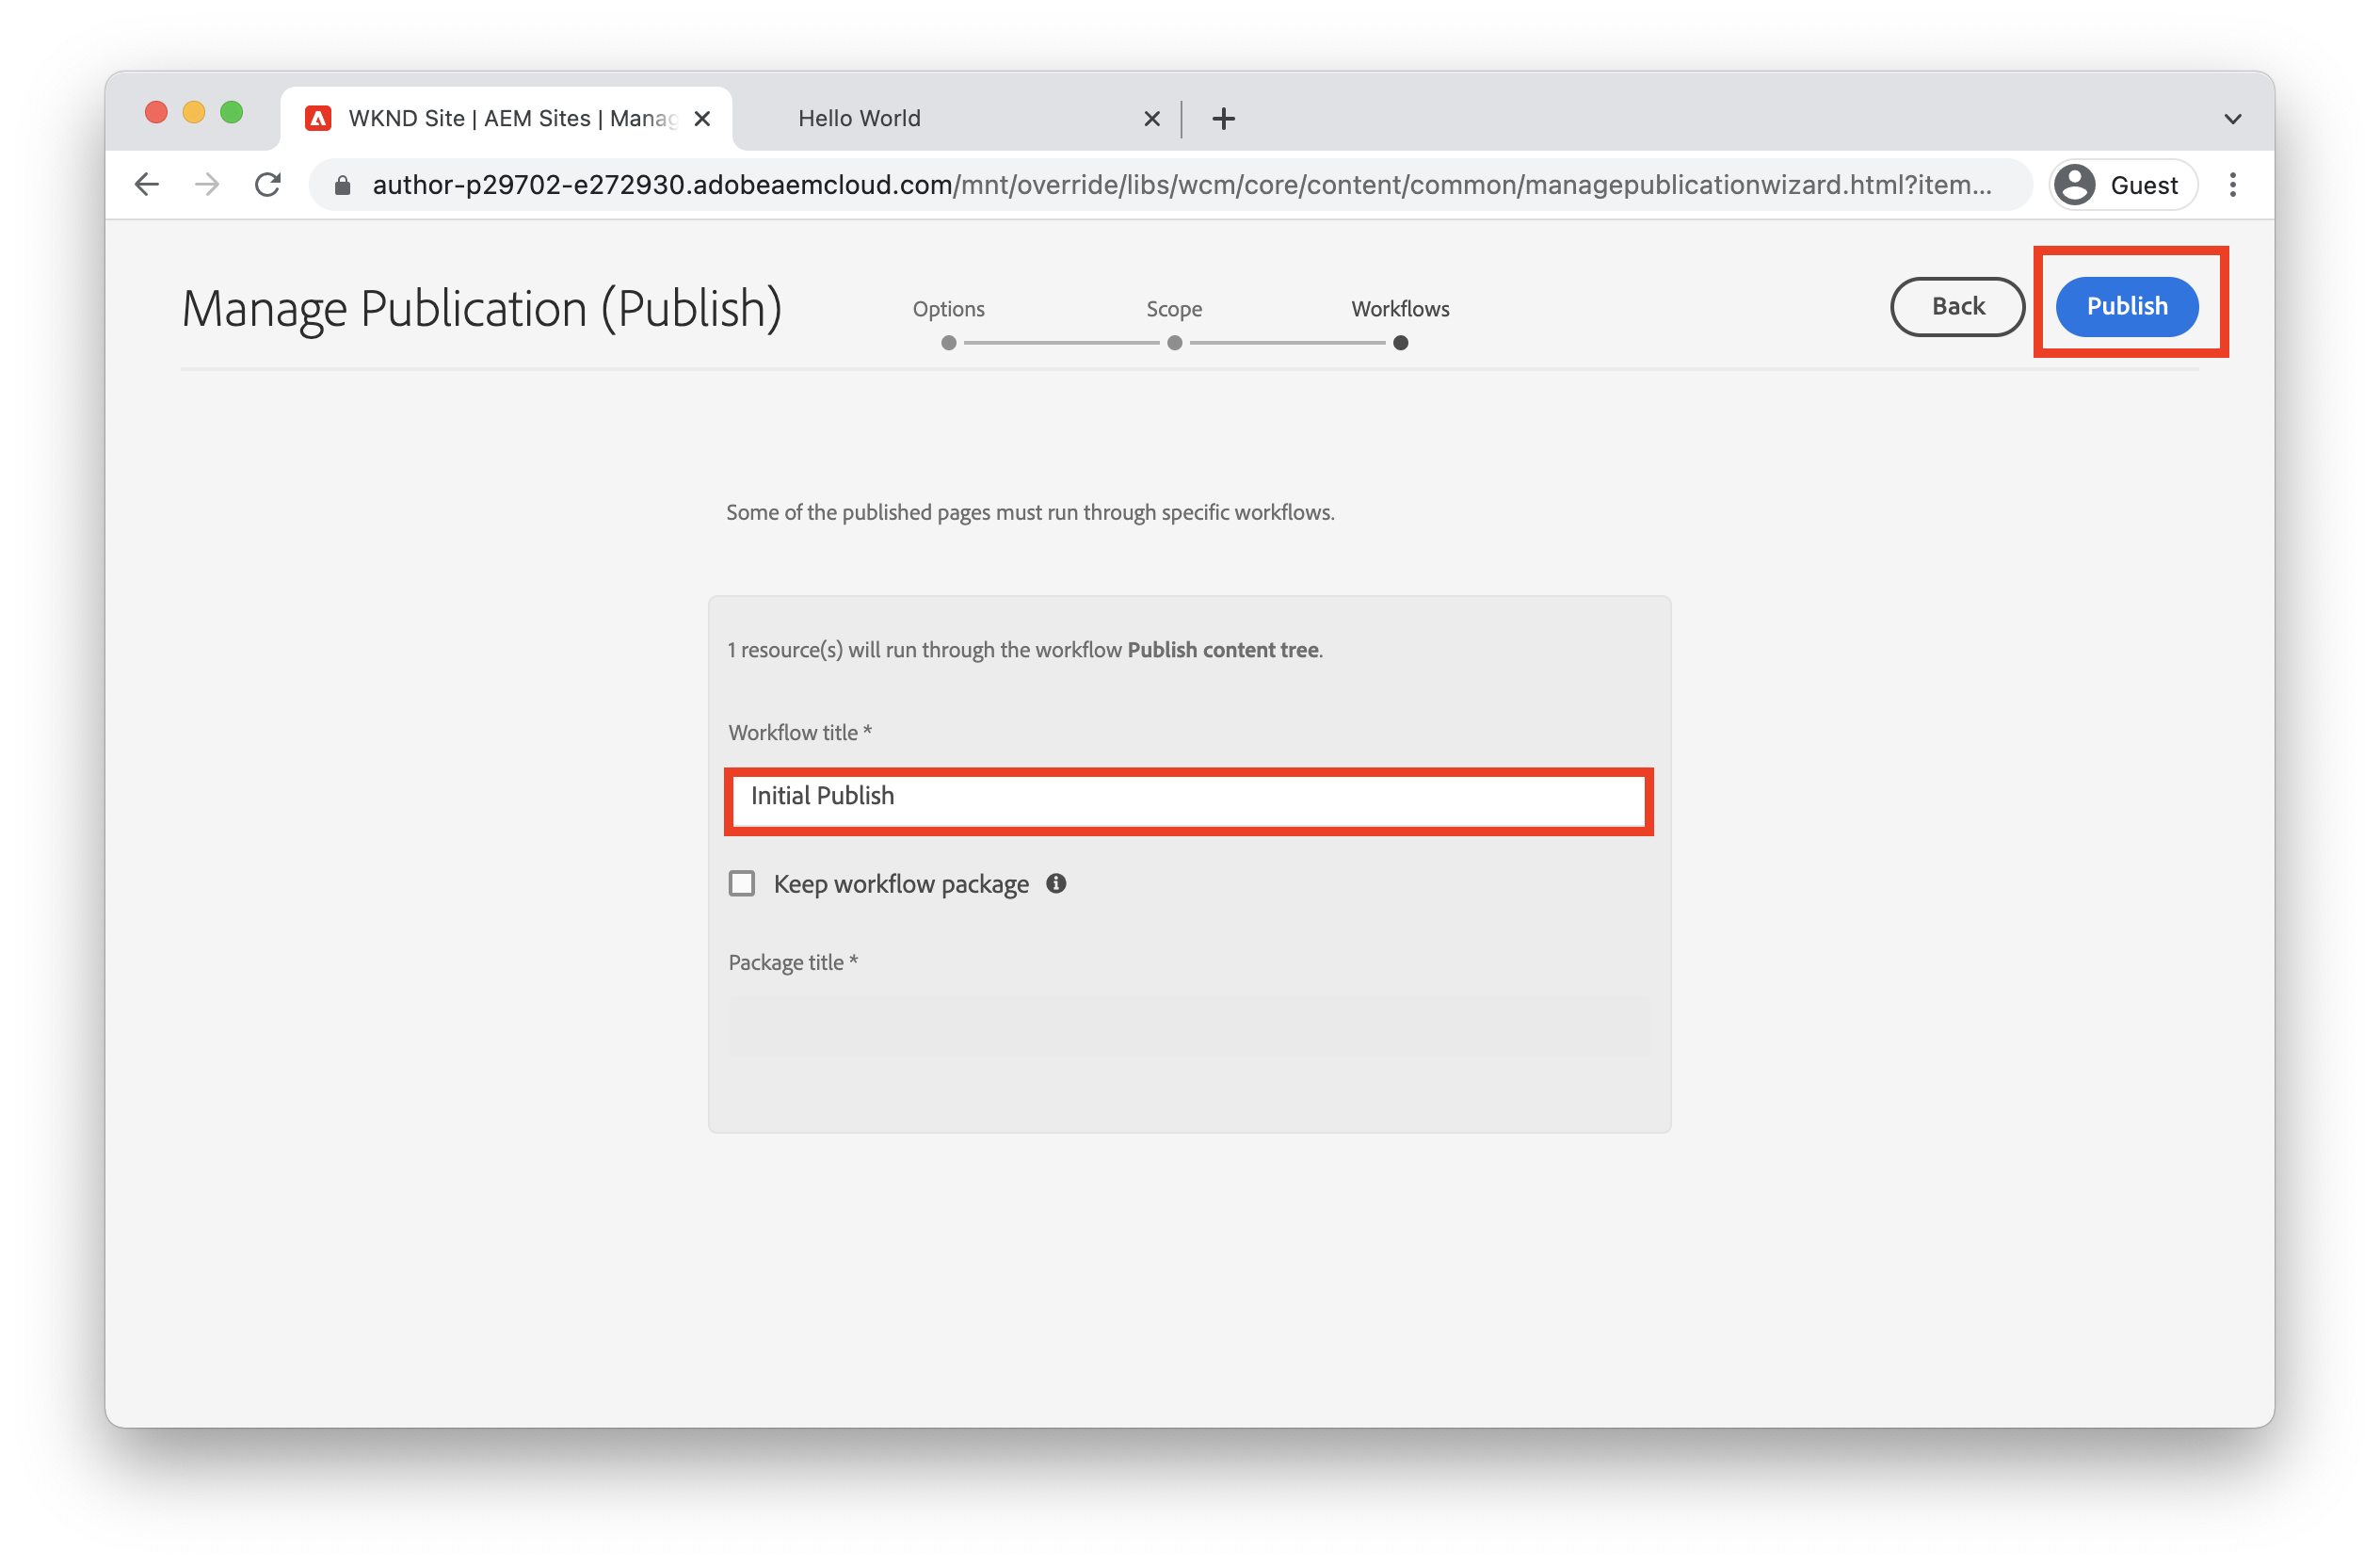 WKND Site | AEM Sites | Manag
Hello World
author-p29702-e272930.adobeaemcloud.com/mnt/override/libs/wcm/core/content/common/managepublicationwizard.html?item...
Guest
Manage Publication (Publish)
Options
Scope
Workflows
Back
Publish
Some of the published pages must run through specific workflows.
1 resource(s) will run through the workflow Publish content tree.
Workflow title *
Initial Publish
Keep workflow package
Package title *